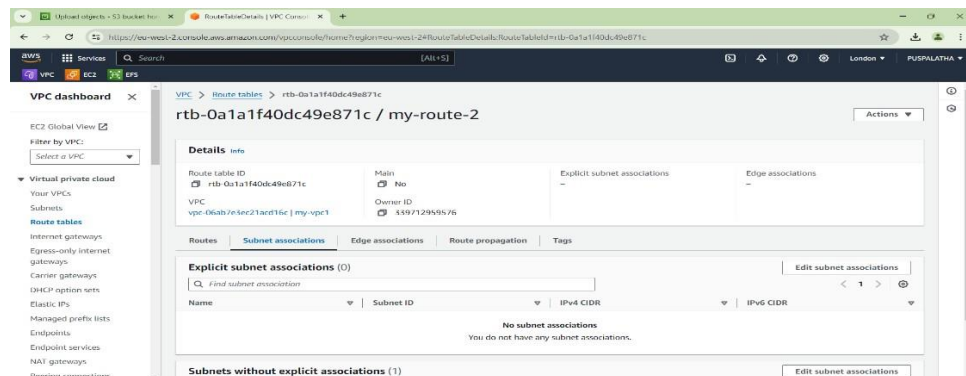 Upload objects - S3 bucket hor
RouteTableDetails | VPC Consol
https://eu-west-2.console.aws.amazon.com/vpcconsole/home?region=eu-west-2#RouteTableDetails:RouteTableId=rtb-0a1a1f40dc49e871c
aws Services Search [Alt+S] London PUSPALATHA
VPC EC2 EFS
VPC dashboard
EC2 Global View
Filter by VPC:
Select a VPC
Virtual private cloud
Your VPCs
Subnets
Route tables
Internet gateways
Egress-only internet
gateways
Carrier gateways
DHCP option sets
Elastic IPs
Managed prefix lists
Endpoints
Endpoint services
NAT gateways
Peering connections
VPC > Route tables > rtb-0a1a1f40dc49e871c
rtb-0a1a1f40dc49e871c / my-route-2
Actions
Details Info
Route table ID
rtb-0a1a1f40dc49e871c
Main
No
Explicit subnet associations
–
Edge associations
–
VPC
vpc-06ab7e3ec21acd16c | my-vpc1
Owner ID
339712959576
Routes Subnet associations Edge associations Route propagation Tags
Explicit subnet associations (0)
Edit subnet associations
Find subnet association
1
Name Subnet ID IPv4 CIDR IPv6 CIDR
No subnet associations
You do not have any subnet associations.
Subnets without explicit associations (1)
Edit subnet associations